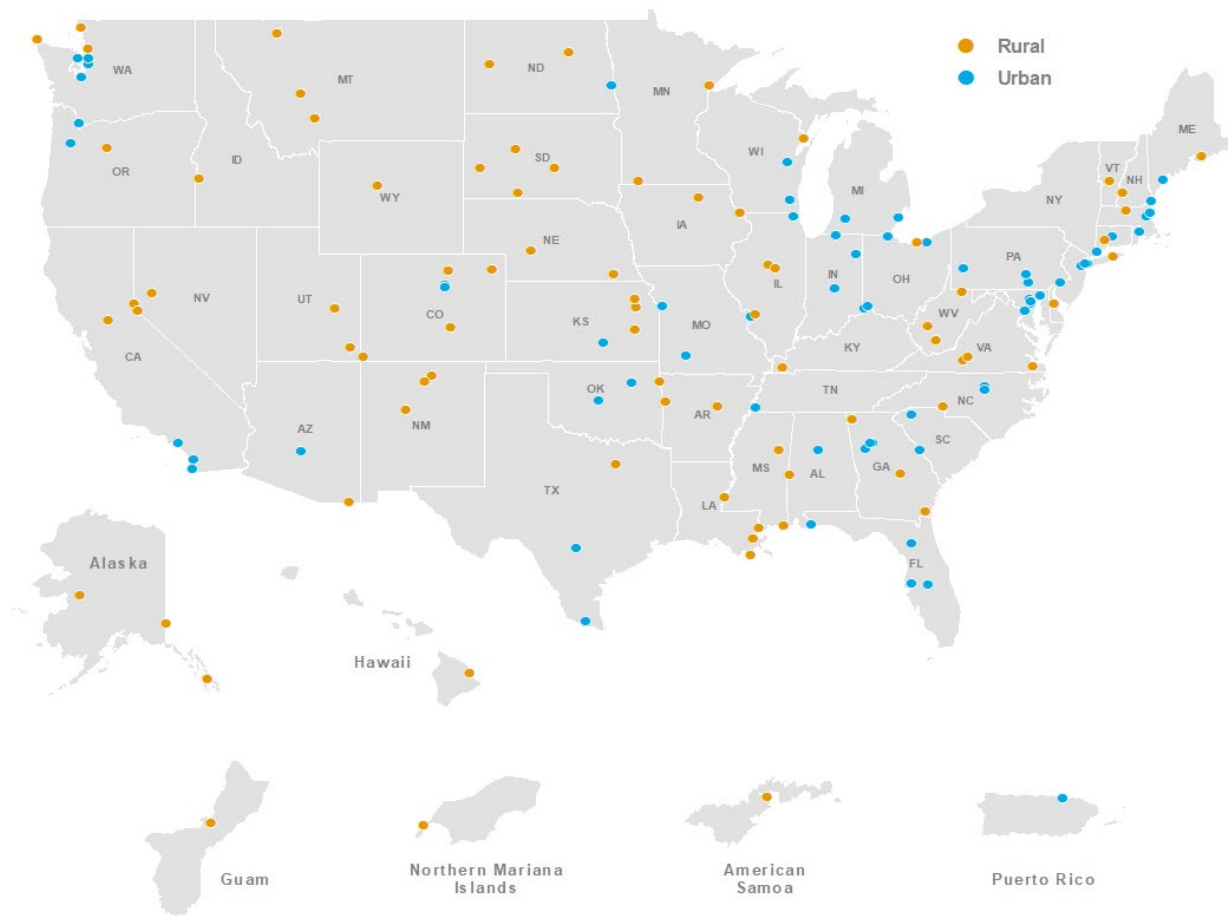 Rural
Urban
WA
MT
ND
MN
ME
VT
NH
OR
ID
SD
WI
MI
NY
WY
IA
NE
PA
NV
UT
CO
IL
IN
OH
CA
KS
MO
WV
VA
KY
AZ
NM
OK
AR
TN
NC
SC
TX
LA
MS
AL
GA
FL
Alaska
Hawaii
Guam
Northern Mariana
Islands
American
Samoa
Puerto Rico